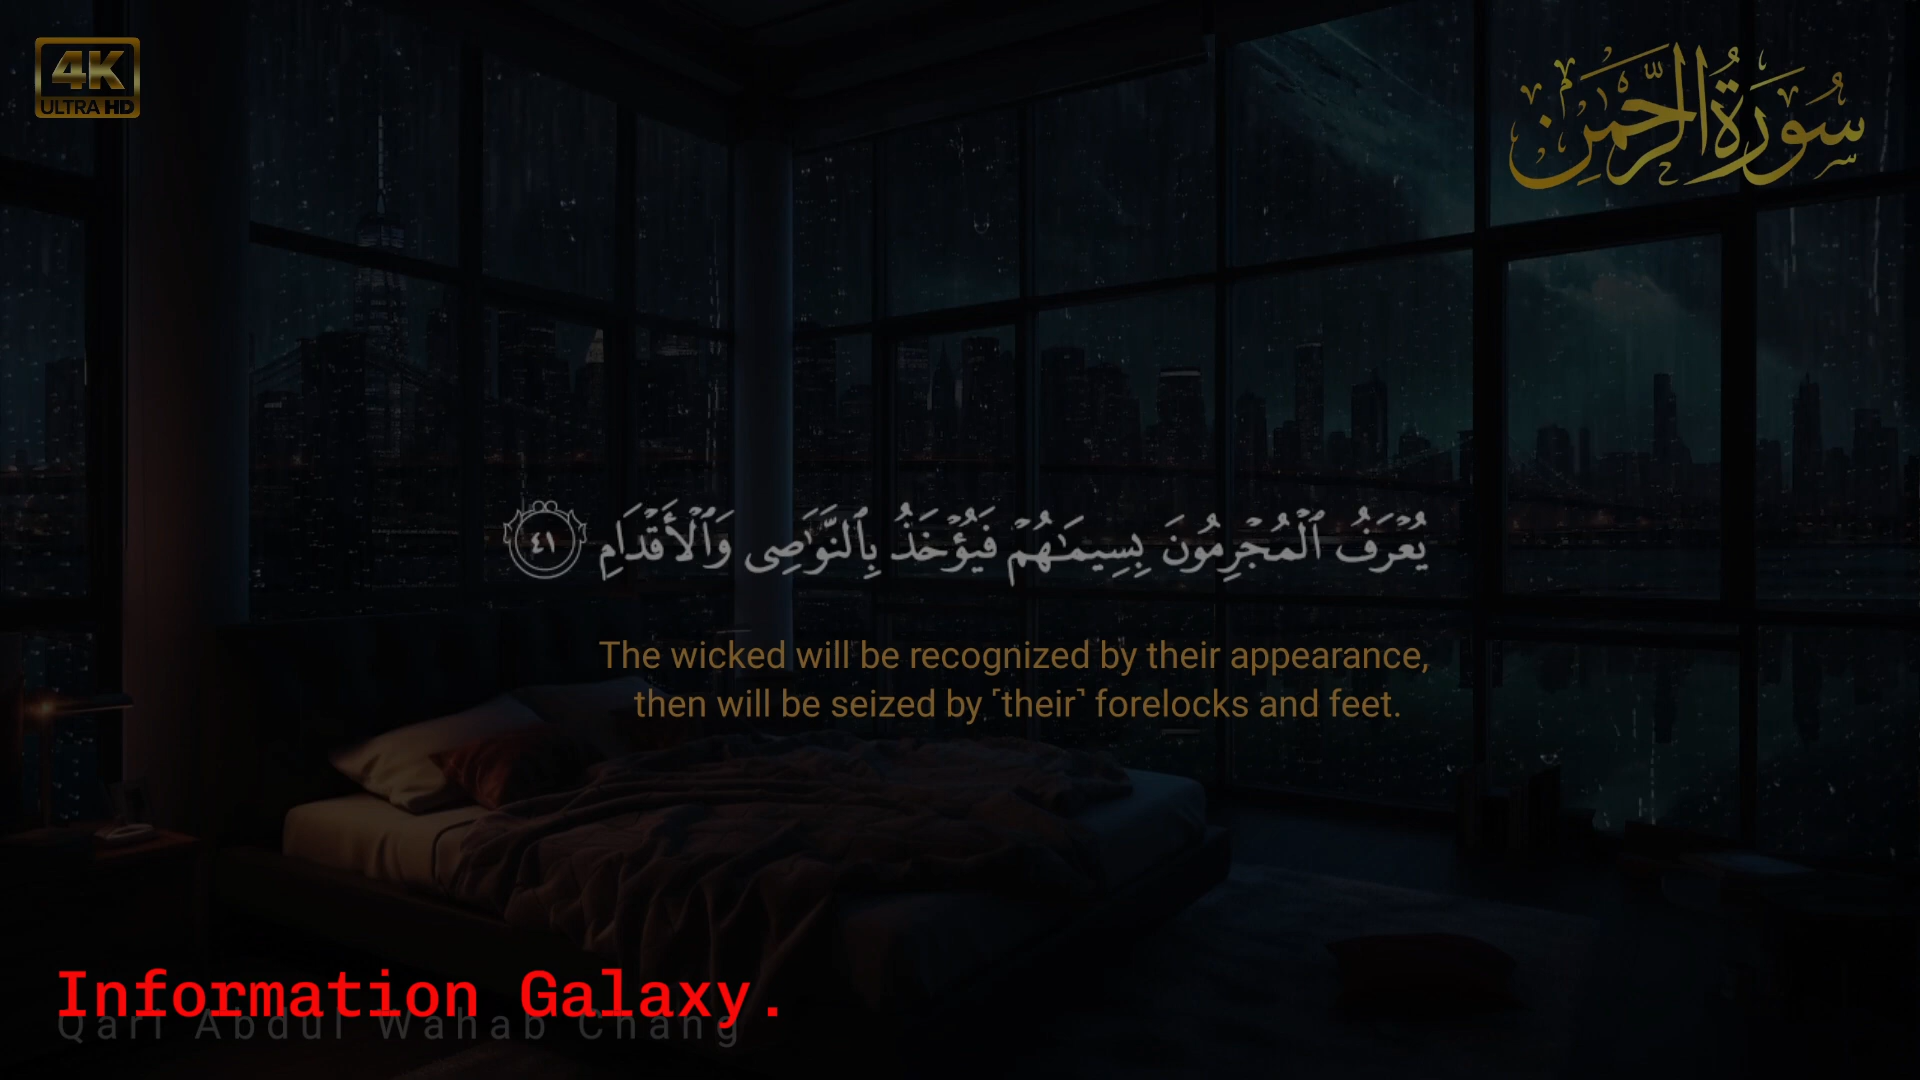 4K
ULTRA HD
سُورَةُ الرَّحْمَٰنِ
يُعْرَفُ ٱلْمُجْرِمُونَ بِسِيمَـٰهُمْ فَيُؤْخَذُ بِٱلنَّوَٰصِى وَٱلْأَقْدَامِ ٤١
The wicked will be recognized by their appearance,
then will be seized by ˹their˺ forelocks and feet.
Information Galaxy.
Qari Abdul Wahab Chang